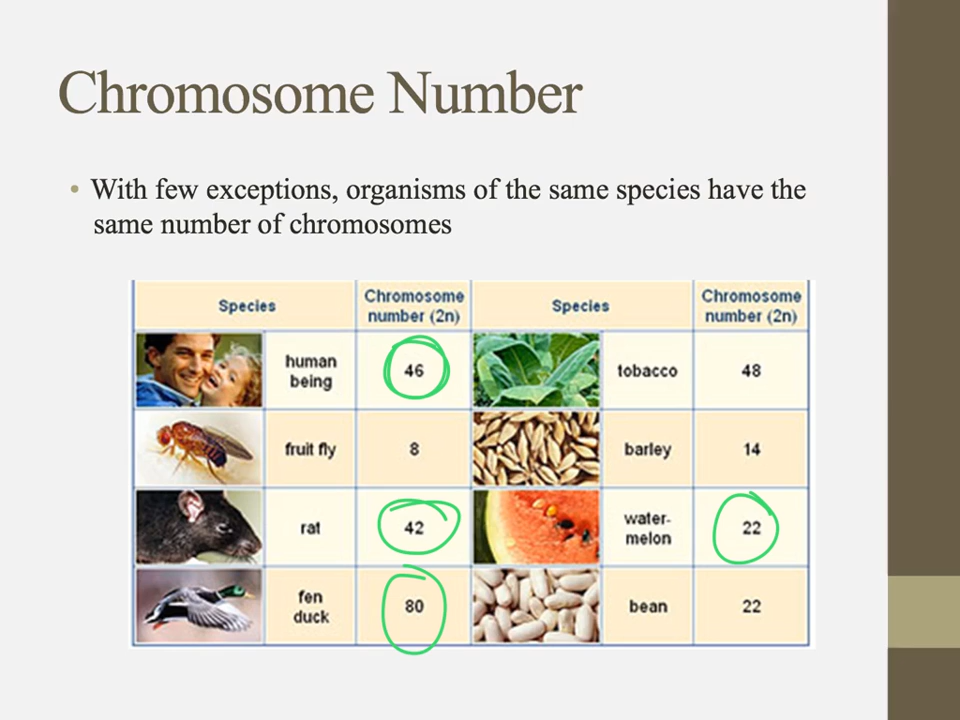 Chromosome Number
• With few exceptions, organisms of the same species have the
same number of chromosomes
Species Chromosome number (2n) Species Chromosome number (2n)
human being 46 tobacco 48
fruit fly 8 barley 14
rat 42 water-melon 22
fen duck 80 bean 22